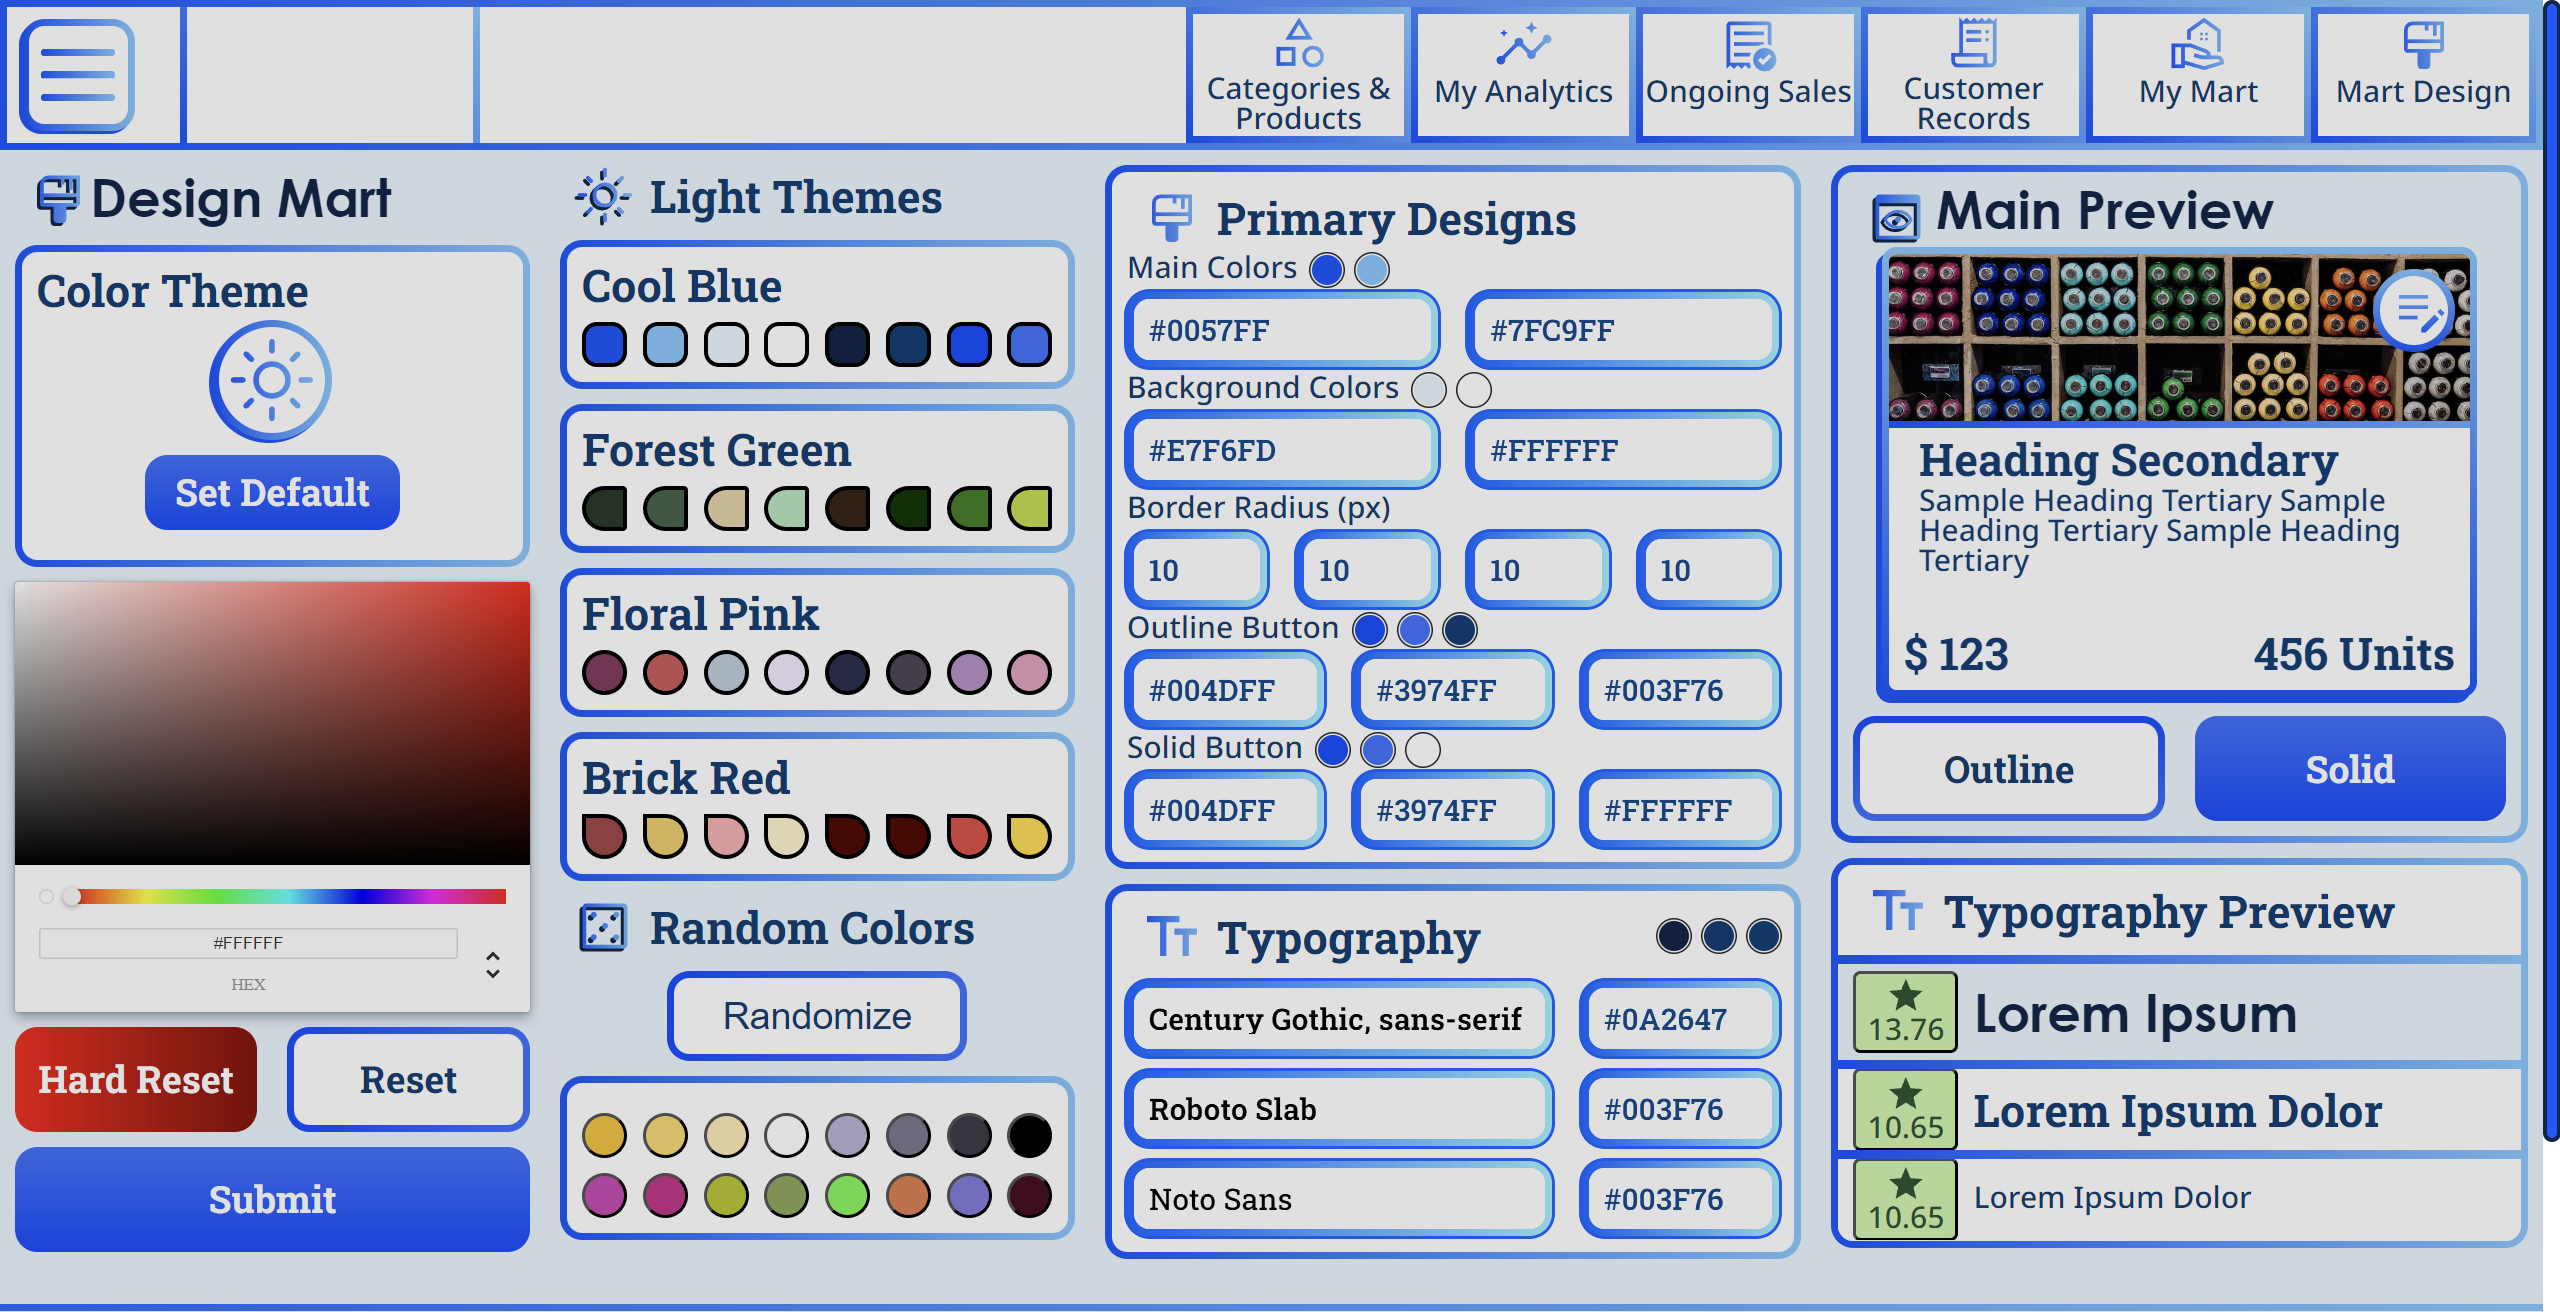 Categories &
Products
My Analytics
Ongoing Sales
Customer
Records
My Mart
Mart Design
Design Mart
Color Theme
Set Default
#FFFFFF
HEX
Hard Reset
Reset
Submit
Light Themes
Cool Blue
Forest Green
Floral Pink
Brick Red
Random Colors
Randomize
Primary Designs
Main Colors
#0057FF
#7FC9FF
Background Colors
#E7F6FD
#FFFFFF
Border Radius (px)
10
10
10
10
Outline Button
#004DFF
#3974FF
#003F76
Solid Button
#004DFF
#3974FF
#FFFFFF
Typography
Century Gothic, sans-serif
#0A2647
Roboto Slab
#003F76
Noto Sans
#003F76
Main Preview
Heading Secondary
Sample Heading Tertiary Sample
Heading Tertiary Sample Heading
Tertiary
$ 123
456 Units
Outline
Solid
Typography Preview
13.76
Lorem Ipsum
10.65
Lorem Ipsum Dolor
10.65
Lorem Ipsum Dolor